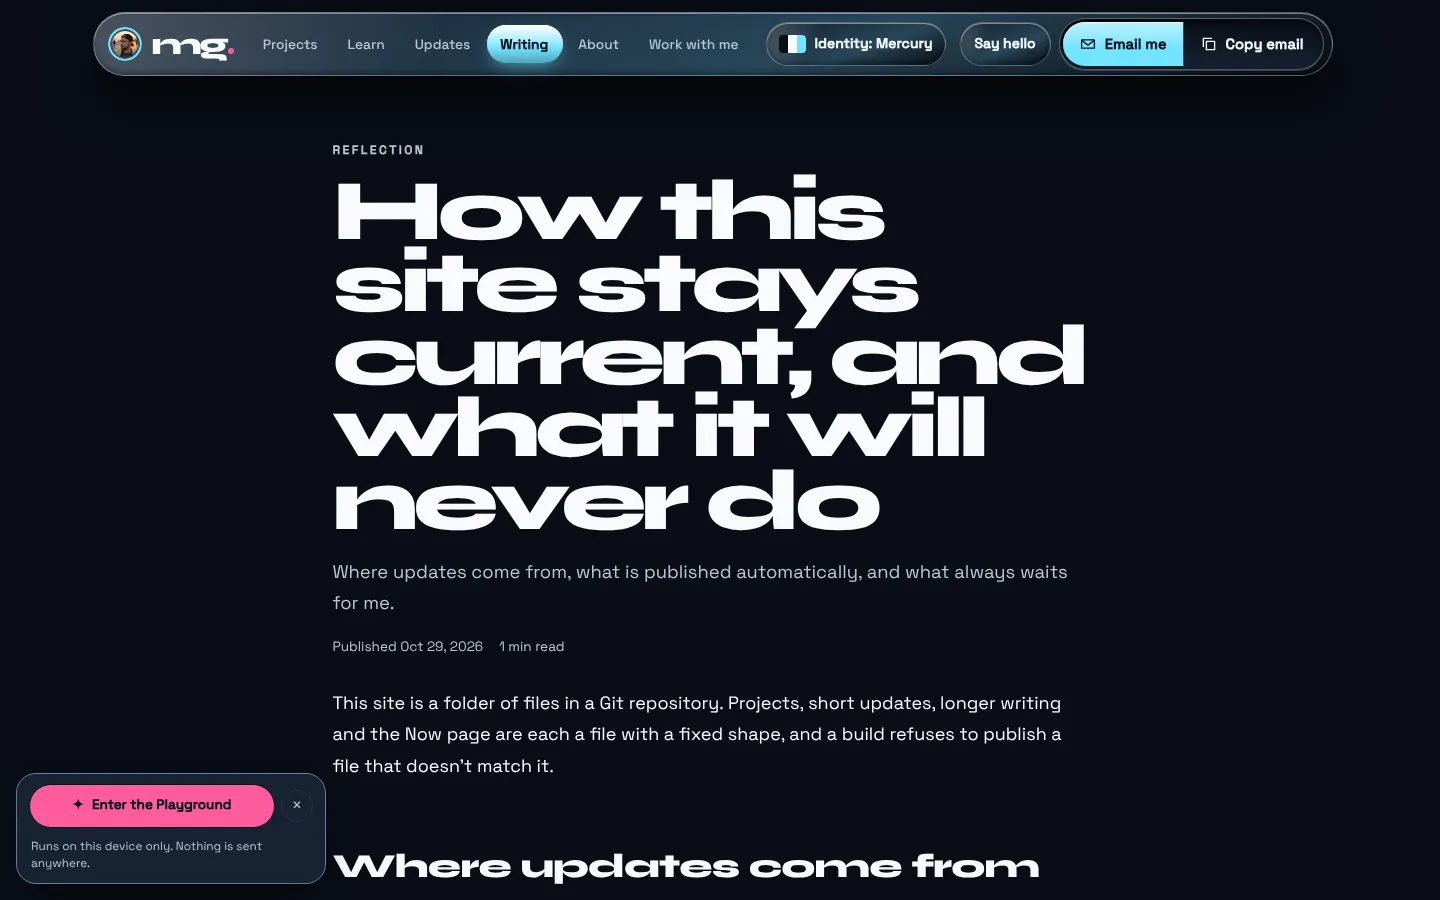 mg.
Projects
Learn
Updates
Writing
About
Work with me
Identity: Mercury
Say hello
Email me
Copy email
REFLECTION
How this
site stays
current, and
what it will
never do
Where updates come from, what is published automatically, and what always waits
for me.
Published Oct 29, 2026 1 min read
This site is a folder of files in a Git repository. Projects, short updates, longer writing
and the Now page are each a file with a fixed shape, and a build refuses to publish a
file that doesn’t match it.
Enter the Playground
Runs on this device only. Nothing is sent
anywhere.
Where updates come from